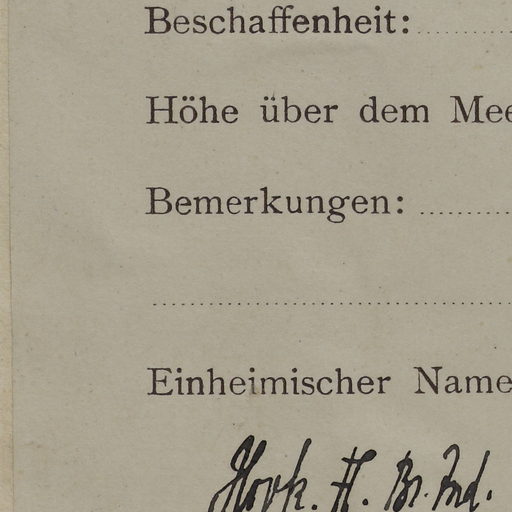 Beschaffenheit:
Höhe über dem Mee
Bemerkungen:
Einheimischer Name
Hook. H. Br. Ind.